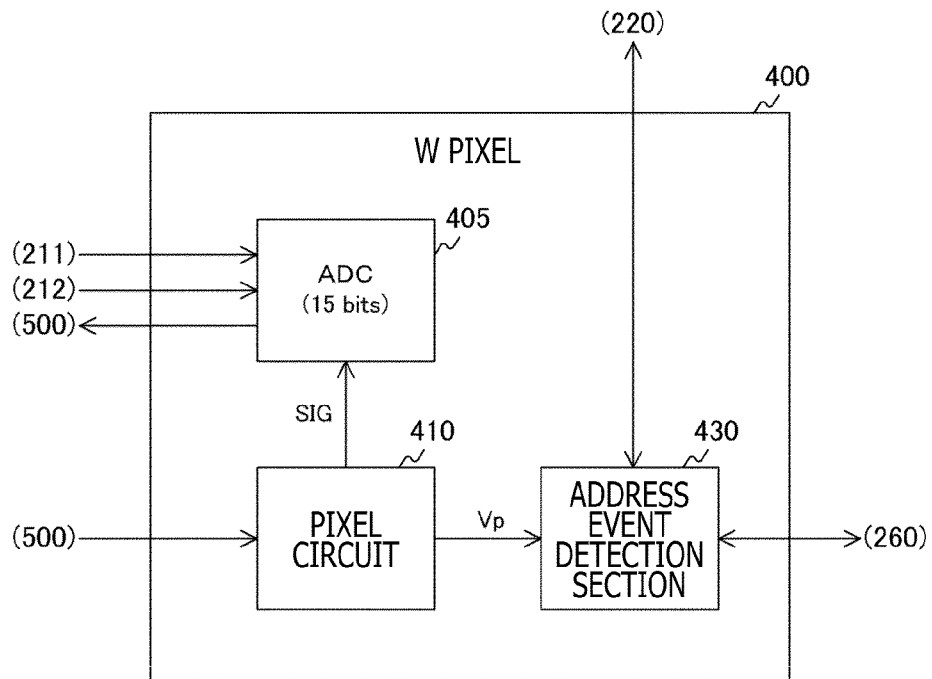 (220)
400
W PIXEL
405
(211)
(212)
(500)
ADC
(15 bits)
SIG
410
430
(500)
PIXEL
CIRCUIT
Vp
ADDRESS
EVENT
DETECTION
SECTION
(260)